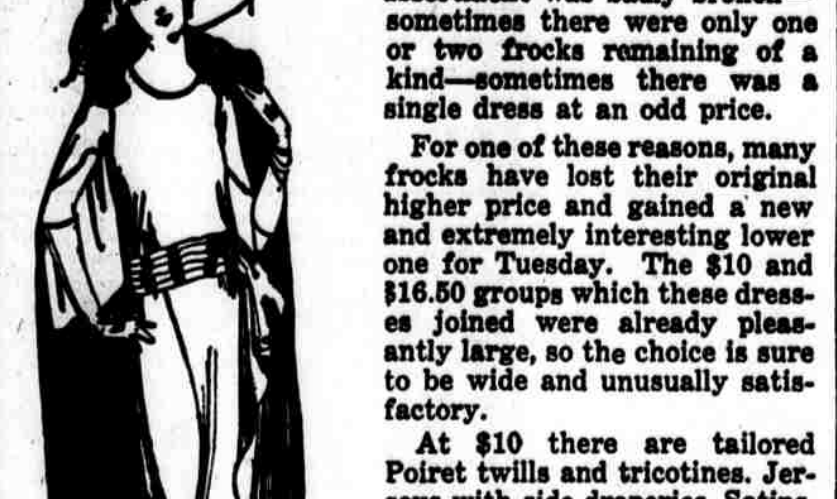 sometimes there were only one
or two frocks remaining of a
kind—sometimes there was a
single dress at an odd price.
For one of these reasons, many
frocks have lost their original
higher price and gained a new
and extremely interesting lower
one for Tuesday. The $10 and
$16.50 groups which these dress-
es joined were already pleas-
antly large, so the choice is sure
to be wide and unusually satis-
factory.
At $10 there are tailored
Poiret twills and tricotines. Jer-